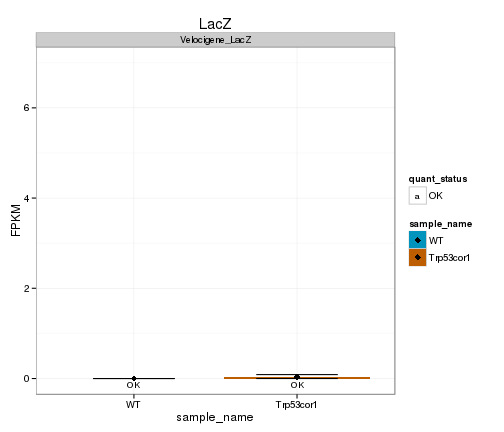 LacZ
Velocigene_LacZ
6
4
2
0
FPKM
OK
OK
WT
Trp53cor1
sample_name
quant_status
a OK
sample_name
WT
Trp53cor1